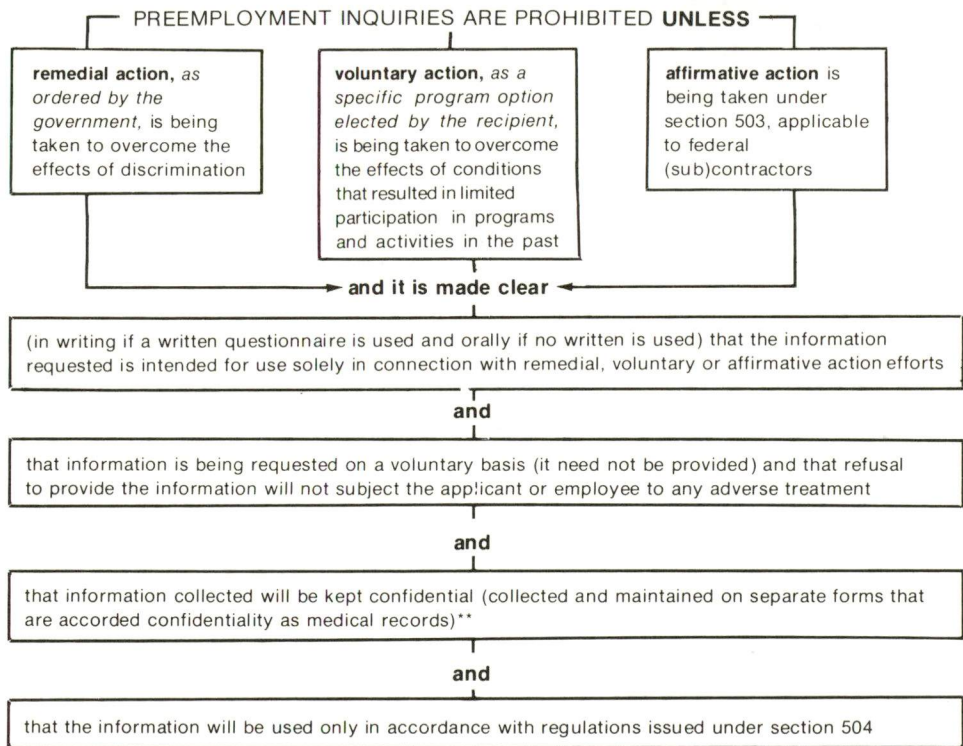 PREEMPLOYMENT INQUIRIES ARE PROHIBITED UNLESS
remedial action, as
ordered by the
government, is being
taken to overcome the
effects of discrimination
voluntary action, as a
specific program option
elected by the recipient,
is being taken to overcome
the effects of conditions
that resulted in limited
participation in programs
and activities in the past
affirmative action is
being taken under
section 503, applicable
to federal
(sub)contractors
and it is made clear
(in writing if a written questionnaire is used and orally if no written is used) that the information
requested is intended for use solely in connection with remedial, voluntary or affirmative action efforts
and
that information is being requested on a voluntary basis (it need not be provided) and that refusal
to provide the information will not subject the applicant or employee to any adverse treatment
and
that information collected will be kept confidential (collected and maintained on separate forms that
are accorded confidentiality as medical records)**
and
that the information will be used only in accordance with regulations issued under section 504